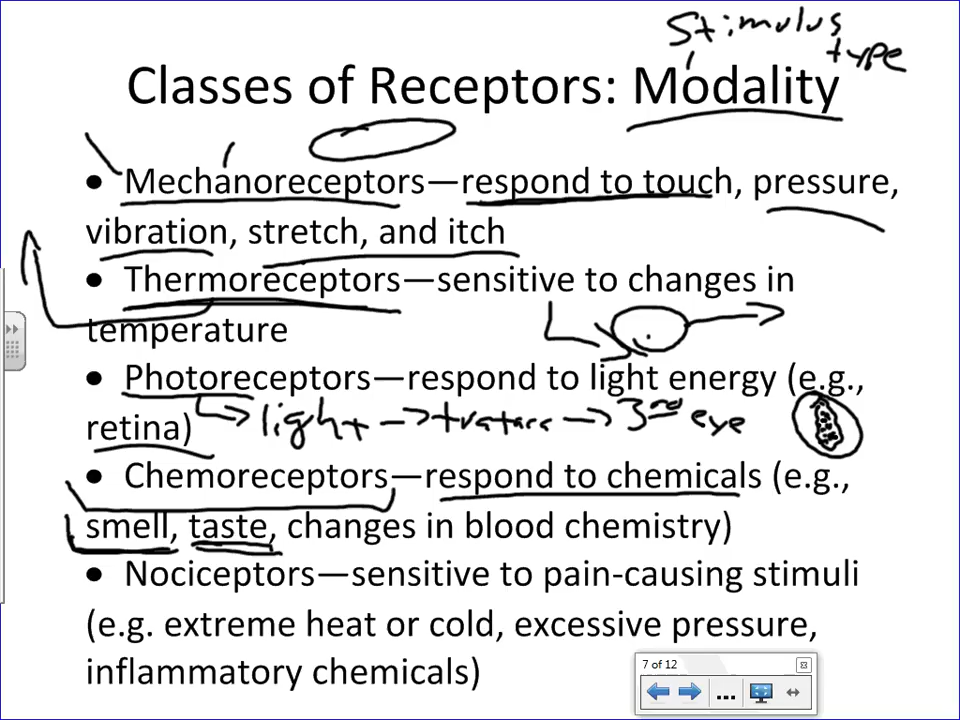 stimulus
type
Classes of Receptors: Modality
• Mechanoreceptors—respond to touch, pressure,
vibration, stretch, and itch
• Thermoreceptors—sensitive to changes in
temperature
• Photoreceptors—respond to light energy (e.g.,
retina)
light 3rd eye
• Chemoreceptors—respond to chemicals (e.g.,
smell, taste, changes in blood chemistry)
• Nociceptors—sensitive to pain-causing stimuli
(e.g. extreme heat or cold, excessive pressure,
inflammatory chemicals)
7 of 12